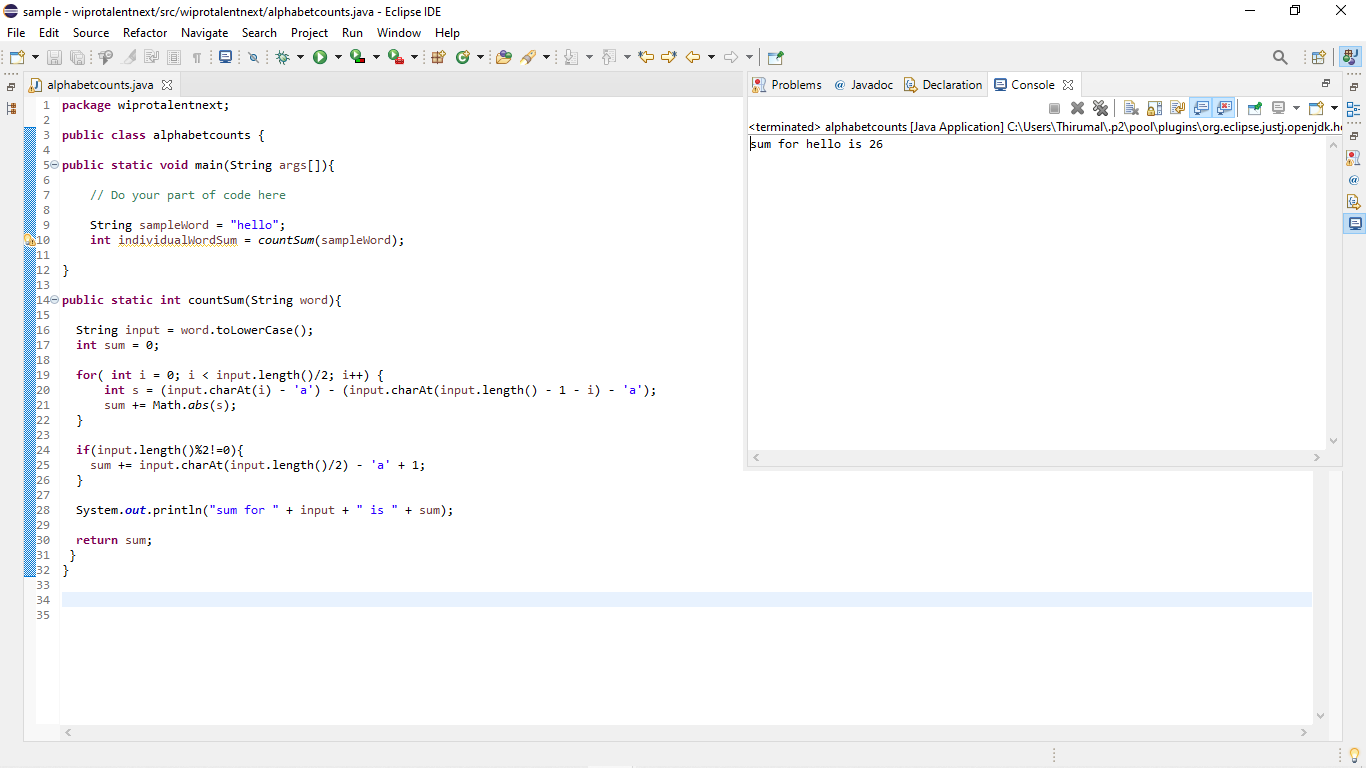 sample - wiprotalentnext/src/wiprotalentnext/alphabetcounts.java - Eclipse IDE
File Edit Source Refactor Navigate Search Project Run Window Help
alphabetcounts.java
1 package wiprotalentnext;
2
3 public class alphabetcounts {
4
5 public static void main(String args[]){
6
7 // Do your part of code here
8
9 String sampleWord = "hello";
10 int individualWordSum = countSum(sampleWord);
11
12 }
13
14 public static int countSum(String word){
15
16 String input = word.toLowerCase();
17 int sum = 0;
18
19 for( int i = 0; i < input.length()/2; i++) {
20 int s = (input.charAt(i) - 'a') - (input.charAt(input.length() - 1 - i) - 'a');
21 sum += Math.abs(s);
22 }
23
24 if(input.length()%2!=0){
25 sum += input.charAt(input.length()/2) - 'a' + 1;
26 }
27
28 System.out.println("sum for " + input + " is " + sum);
29
30 return sum;
31 }
32 }
33
34
35
Problems @ Javadoc Declaration Console
<terminated> alphabetcounts [Java Application] C:\Users\Thirumal\.p2\pool\plugins\org.eclipse.justj.openjdk.h
sum for hello is 26